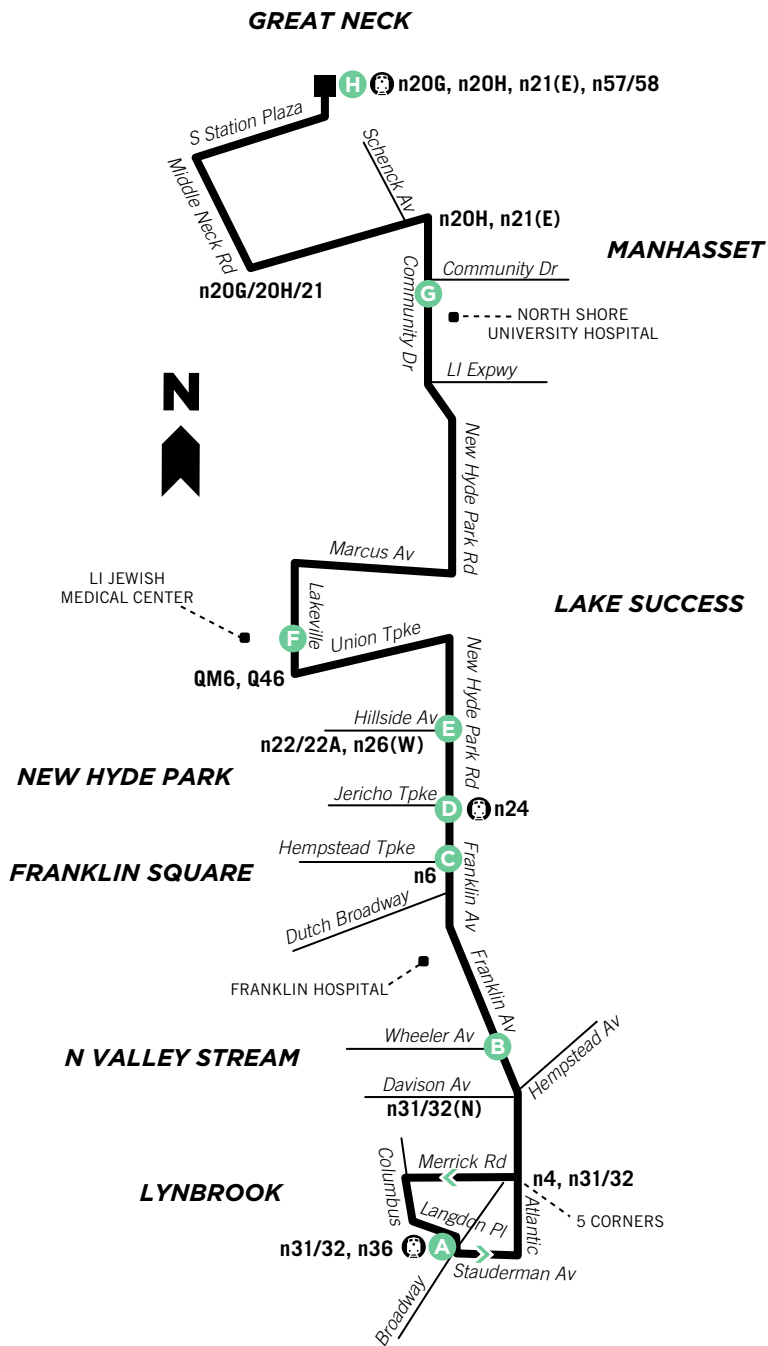 GREAT NECK
H n20G, n20H, n21(E), n57/58
S Station Plaza
Schenck Av
Middle Neck Rd
n20H, n21(E)
MANHASSET
n20G/20H/21
Community Dr
Community Dr
G
NORTH SHORE
UNIVERSITY HOSPITAL
LI Expwy
N
New Hyde Park Rd
Marcus Av
LI JEWISH
MEDICAL CENTER
Lakeville
LAKE SUCCESS
F
Union Tpke
QM6, Q46
New Hyde Park Rd
Hillside Av
E
n22/22A, n26(W)
NEW HYDE PARK
Jericho Tpke
D n24
Hempstead Tpke
C
n6
FRANKLIN SQUARE
Franklin Av
Dutch Broadway
FRANKLIN HOSPITAL
Franklin Av
Wheeler Av
B
N VALLEY STREAM
Hempstead Av
Davison Av
n31/32(N)
Columbus
Merrick Rd
n4, n31/32
LYNBROOK
Langdon Pl
Atlantic
5 CORNERS
n31/32, n36 A
Stauderman Av
Broadway